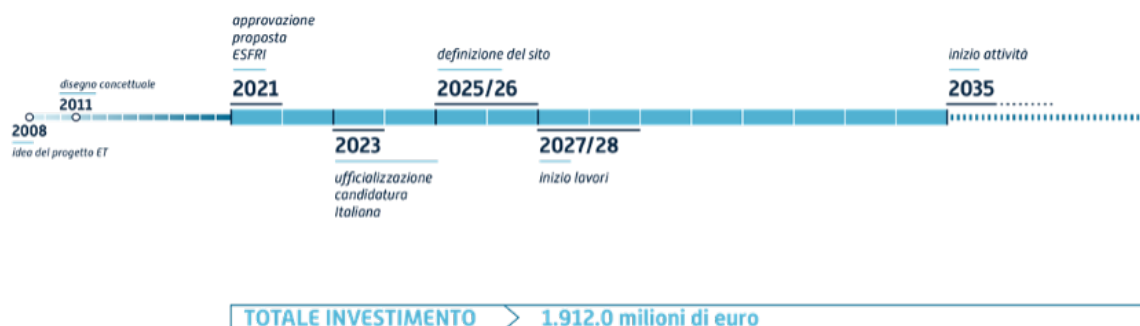 approvazione
proposta
ESFRI
2021
definizione del sito
2025/26
inizio attività
2035
disegno concettuale
2011
2008
idea del progetto ET
2023
ufficializzazione
candidatura
Italiana
2027/28
inizio lavori
TOTALE INVESTIMENTO
1.912,0 milioni di euro